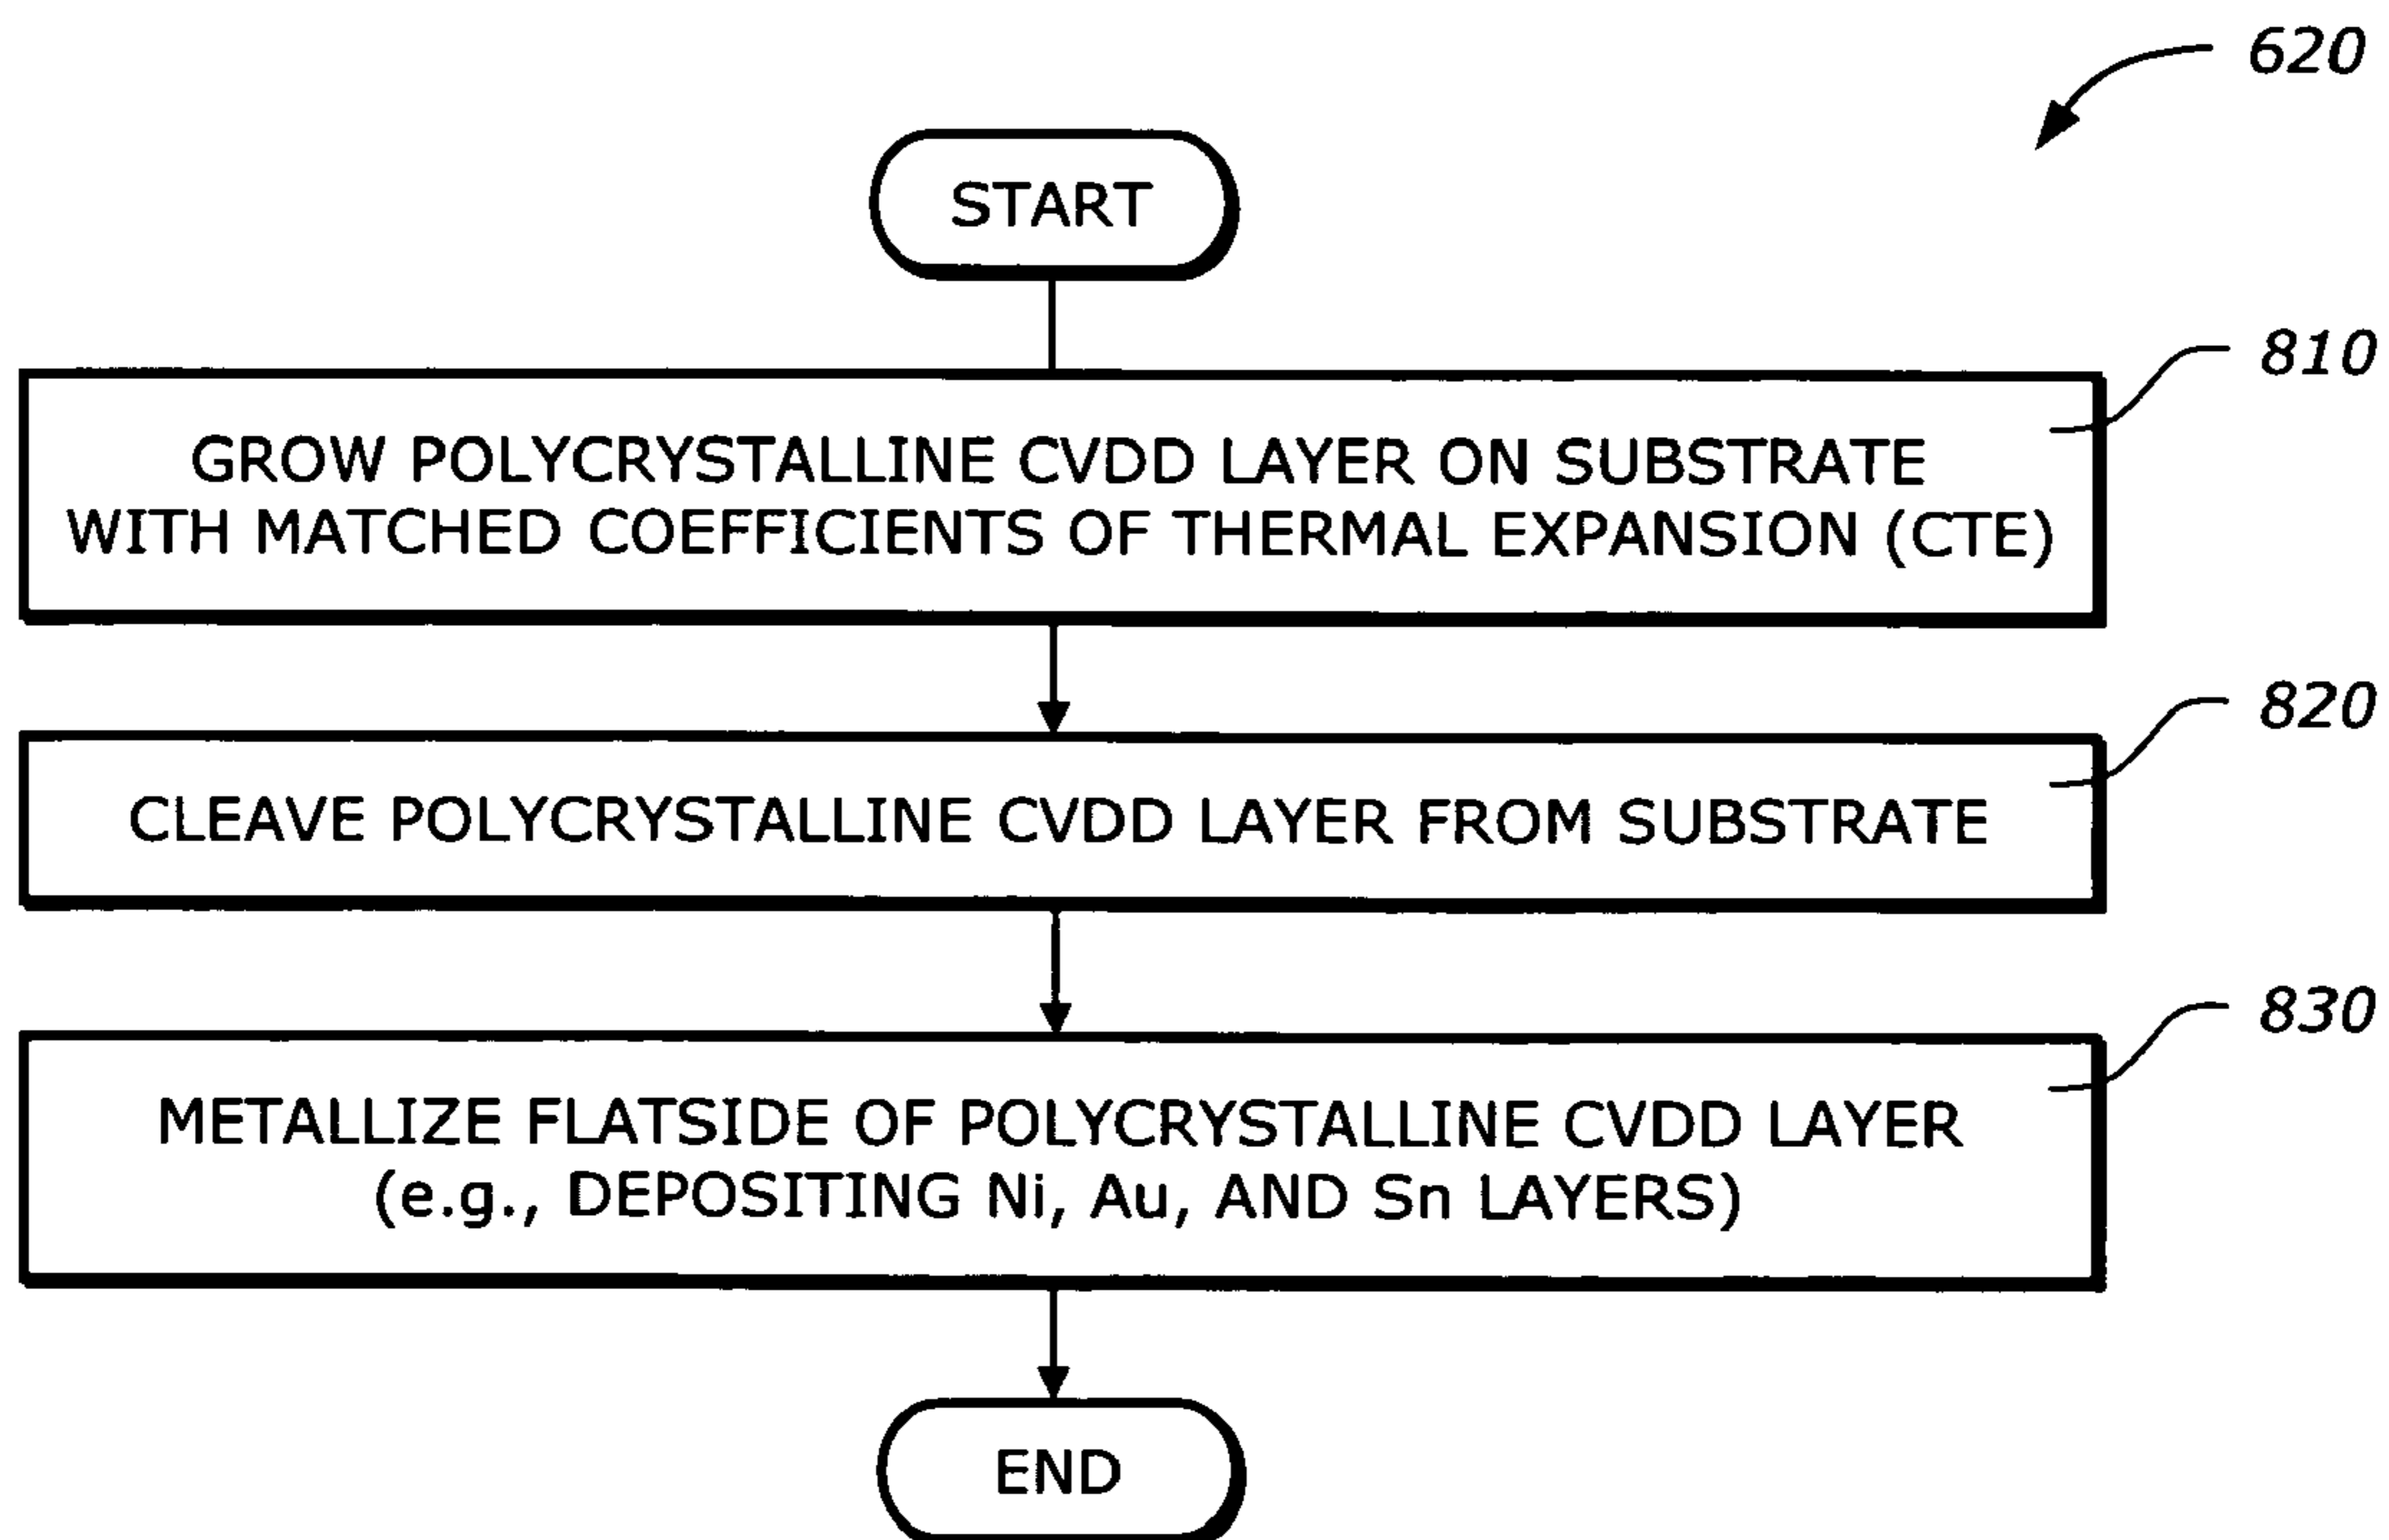 620
START
810
GROW POLYCRYSTALLINE CVDD LAYER ON SUBSTRATE
WITH MATCHED COEFFICIENTS OF THERMAL EXPANSION (CTE)
820
CLEAVE POLYCRYSTALLINE CVDD LAYER FROM SUBSTRATE
830
METALLIZE FLATSIDE OF POLYCRYSTALLINE CVDD LAYER
(e.g., DEPOSITING Ni, Au, AND Sn LAYERS)
END